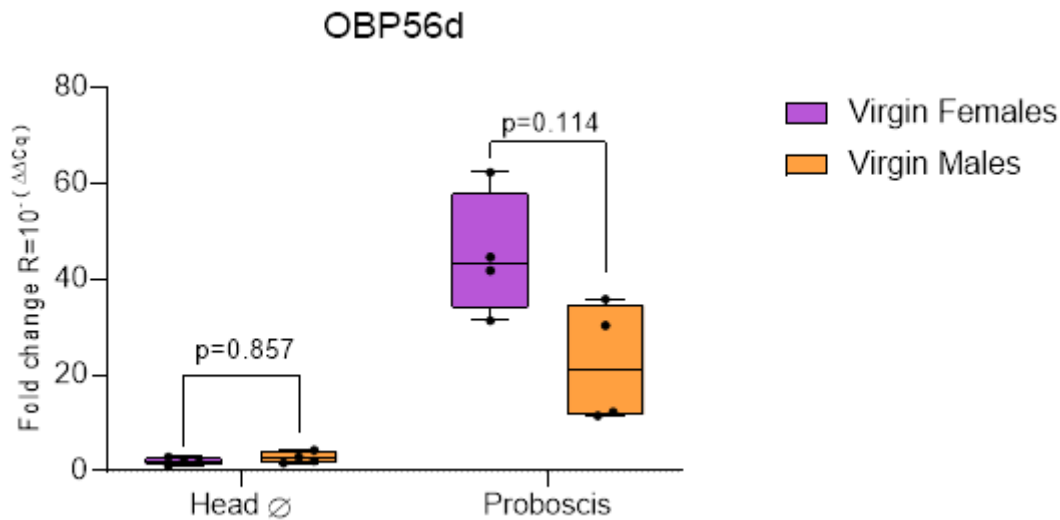 OBP56d
80
60
40
20
0
Fold change R=10⁻⁽ΔΔCq⁾
p=0.857
p=0.114
Head ∅
Proboscis
Virgin Females
Virgin Males